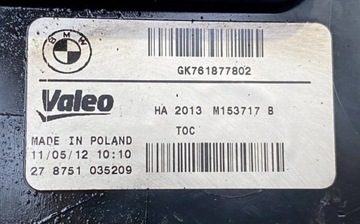 BMW
GK761877802
Valeo
HA 2013 M153717 B
TOC
MADE IN POLAND
11/05/12 10:10
27 8751 035209